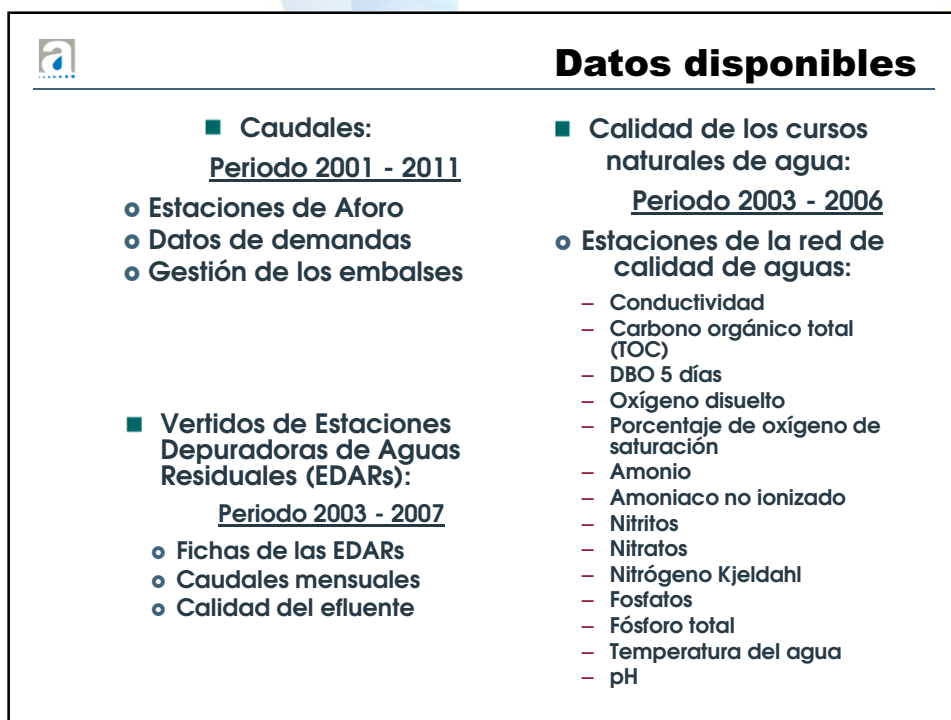 Datos disponibles
■ Caudales:
Periodo 2001 - 2011
Estaciones de Aforo
Datos de demandas
Gestión de los embalses
■ Vertidos de Estaciones
Depuradoras de Aguas
Residuales (EDARs):
Periodo 2003 - 2007
Fichas de las EDARs
Caudales mensuales
Calidad del efluente
■ Calidad de los cursos
naturales de agua:
Periodo 2003 - 2006
Estaciones de la red de
calidad de aguas:
– Conductividad
– Carbono orgánico total
(TOC)
– DBO 5 días
– Oxígeno disuelto
– Porcentaje de oxígeno de
saturación
– Amonio
– Amoniaco no ionizado
– Nitritos
– Nitratos
– Nitrógeno Kjeldahl
– Fosfatos
– Fósforo total
– Temperatura del agua
– pH